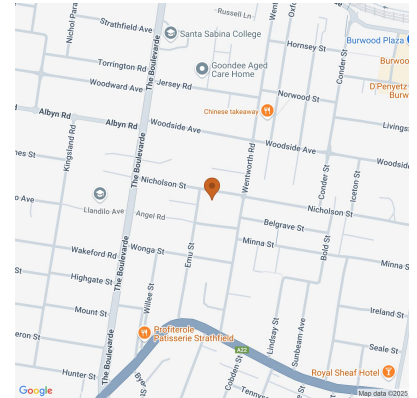 Russell Ln
Strathfield Ave
Santa Sabina College
Burwood Plaza
Hornsey St
Goondee Aged
Care Home
Torrington Rd
Woodward Ave
Jersey Rd
Norwood St
The Boulevarde
Conder St
Chinese takeaway
Albyn Rd
Albyn Rd
Woodside Ave
Woodside Ave
Kingsland Rd
The Boulevarde
Nicholson St
Wentworth Rd
Conder St
Iceton St
Llandilo Ave
Angel Rd
Nicholson St
Belgrave St
Wakeford Rd
Wonga St
Minna St
Bold St
Emu St
Highgate St
The Boulevarde
Willee St
Mount St
Ireland St
Profiterole
Patisserie Strathfield
Lindsay St
Sunbeam Ave
Seale St
A22
The Boulevarde
Cobden St
Royal Sheaf Hotel
Hunter St
Google
Map data ©2025